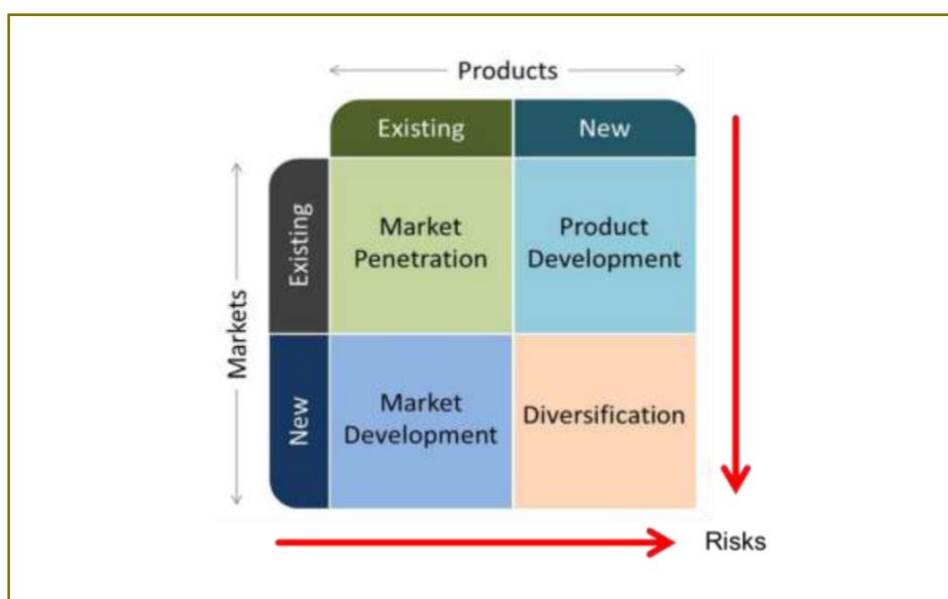 Products
Existing
New
Markets
Existing
Market
Penetration
Product
Development
New
Market
Development
Diversification
Risks